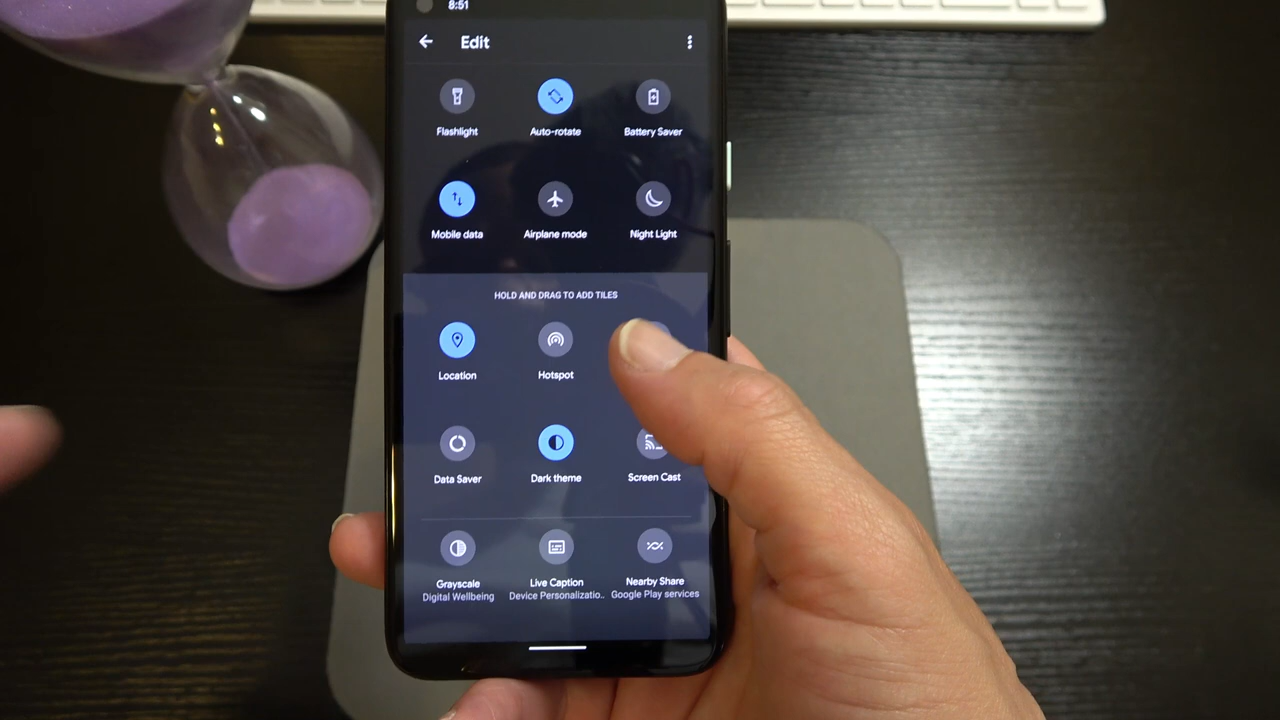 8:51
Edit
Flashlight
Auto-rotate
Battery Saver
Mobile data
Airplane mode
Night Light
HOLD AND DRAG TO ADD TILES
Location
Hotspot
Data Saver
Dark theme
Screen Cast
Grayscale
Digital Wellbeing
Live Caption
Device Personalizatio..
Nearby Share
Google Play services